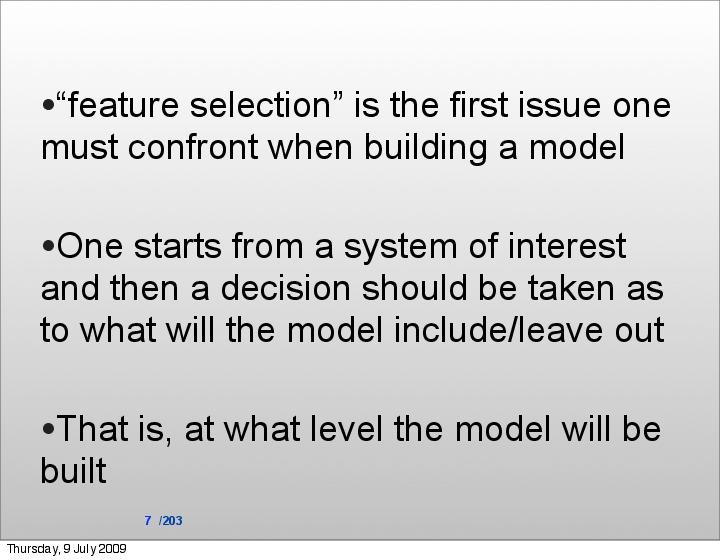 •“feature selection” is the first issue one
must confront when building a model
•One starts from a system of interest
and then a decision should be taken as
to what will the model include/leave out
•That is, at what level the model will be
built
7 /203
Thursday, 9 July 2009